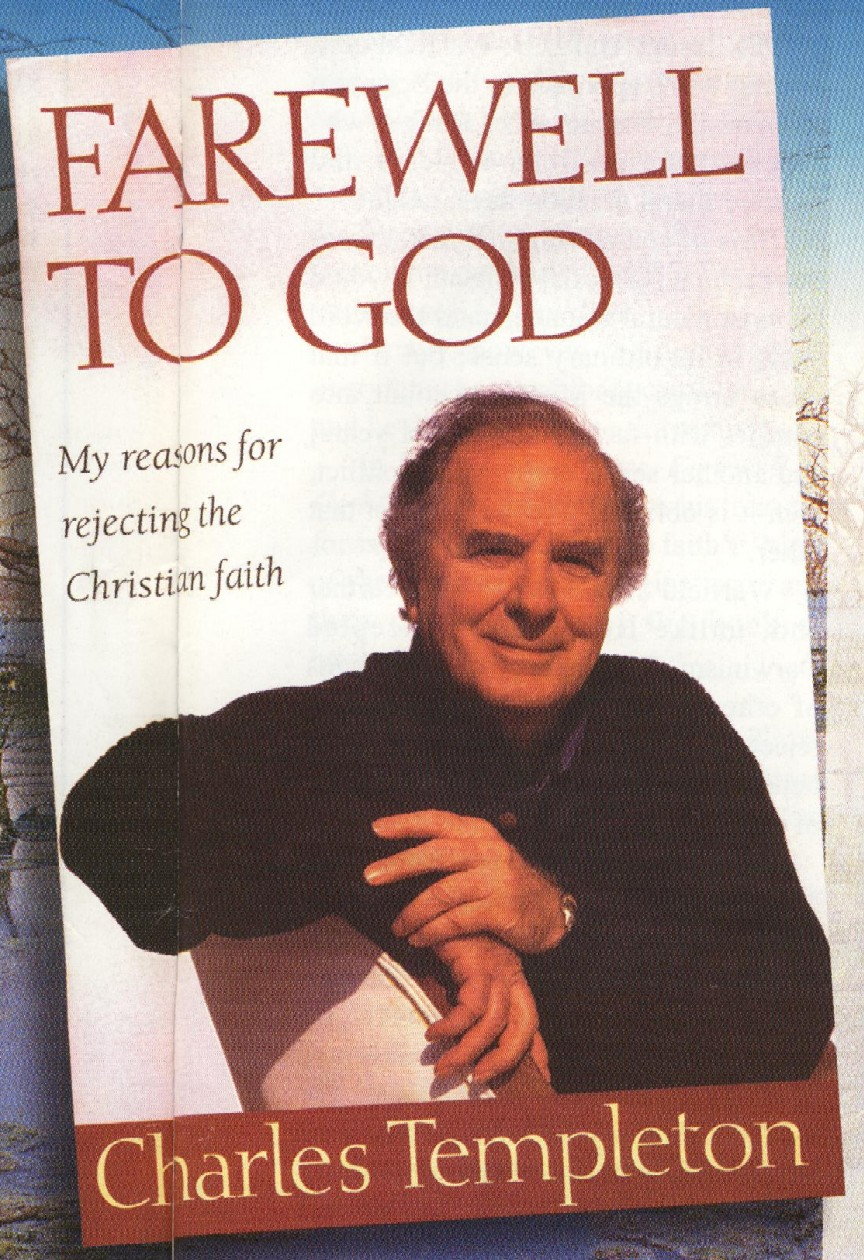 FAREWELL
TO GOD
My reasons for
rejecting the
Christian faith
Charles Templeton